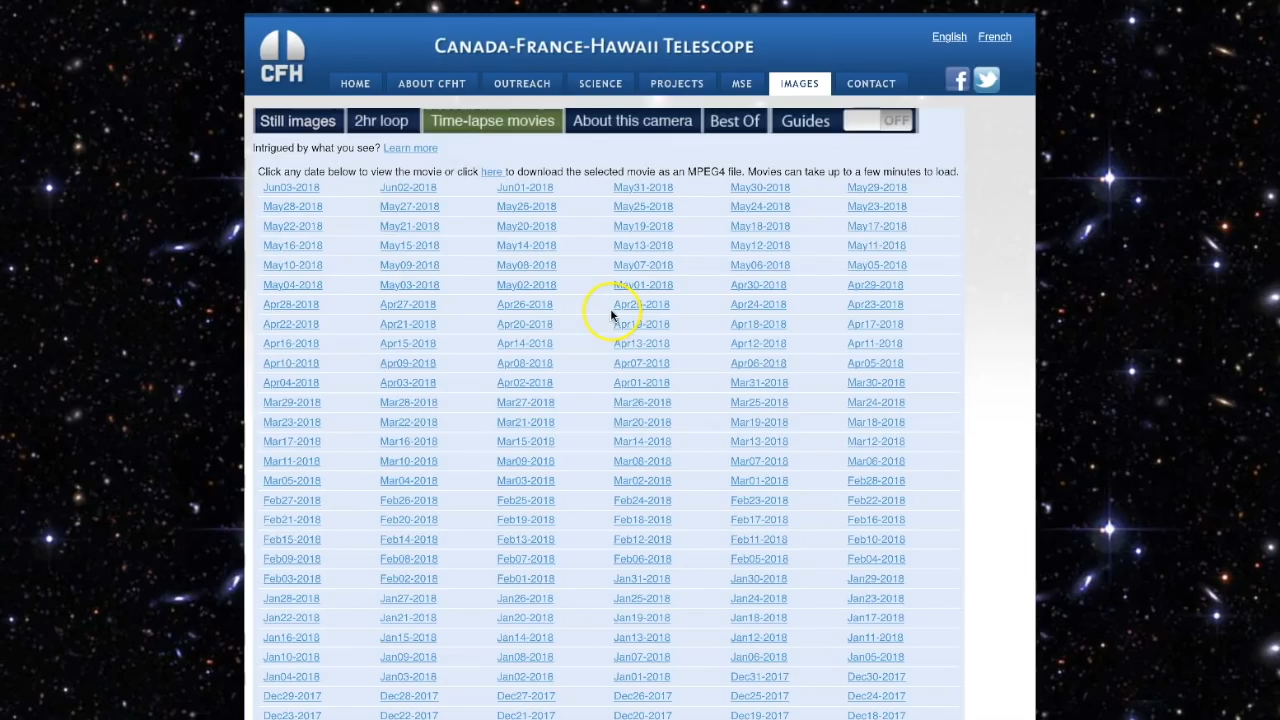 CANADA-FRANCE-HAWAII TELESCOPE
English French
CFH
HOME ABOUT CFHT OUTREACH SCIENCE PROJECTS MSE IMAGES CONTACT
Still images 2hr loop Time-lapse movies About this camera Best Of Guides OFF
Intrigued by what you see? Learn more
Click any date below to view the movie or click here to download the selected movie as an MPEG4 file. Movies can take up to a few minutes to load.
Jun03-2018 Jun02-2018 Jun01-2018 May31-2018 May30-2018 May29-2018
May28-2018 May27-2018 May26-2018 May25-2018 May24-2018 May23-2018
May22-2018 May21-2018 May20-2018 May19-2018 May18-2018 May17-2018
May16-2018 May15-2018 May14-2018 May13-2018 May12-2018 May11-2018
May10-2018 May09-2018 May08-2018 May07-2018 May06-2018 May05-2018
May04-2018 May03-2018 May02-2018 May01-2018 Apr30-2018 Apr29-2018
Apr28-2018 Apr27-2018 Apr26-2018 Apr25-2018 Apr24-2018 Apr23-2018
Apr22-2018 Apr21-2018 Apr20-2018 Apr19-2018 Apr18-2018 Apr17-2018
Apr16-2018 Apr15-2018 Apr14-2018 Apr13-2018 Apr12-2018 Apr11-2018
Apr10-2018 Apr09-2018 Apr08-2018 Apr07-2018 Apr06-2018 Apr05-2018
Apr04-2018 Apr03-2018 Apr02-2018 Apr01-2018 Mar31-2018 Mar30-2018
Mar29-2018 Mar28-2018 Mar27-2018 Mar26-2018 Mar25-2018 Mar24-2018
Mar23-2018 Mar22-2018 Mar21-2018 Mar20-2018 Mar19-2018 Mar18-2018
Mar17-2018 Mar16-2018 Mar15-2018 Mar14-2018 Mar13-2018 Mar12-2018
Mar11-2018 Mar10-2018 Mar09-2018 Mar08-2018 Mar07-2018 Mar06-2018
Mar05-2018 Mar04-2018 Mar03-2018 Mar02-2018 Mar01-2018 Feb28-2018
Feb27-2018 Feb26-2018 Feb25-2018 Feb24-2018 Feb23-2018 Feb22-2018
Feb21-2018 Feb20-2018 Feb19-2018 Feb18-2018 Feb17-2018 Feb16-2018
Feb15-2018 Feb14-2018 Feb13-2018 Feb12-2018 Feb11-2018 Feb10-2018
Feb09-2018 Feb08-2018 Feb07-2018 Feb06-2018 Feb05-2018 Feb04-2018
Feb03-2018 Feb02-2018 Feb01-2018 Jan31-2018 Jan30-2018 Jan29-2018
Jan28-2018 Jan27-2018 Jan26-2018 Jan25-2018 Jan24-2018 Jan23-2018
Jan22-2018 Jan21-2018 Jan20-2018 Jan19-2018 Jan18-2018 Jan17-2018
Jan16-2018 Jan15-2018 Jan14-2018 Jan13-2018 Jan12-2018 Jan11-2018
Jan10-2018 Jan09-2018 Jan08-2018 Jan07-2018 Jan06-2018 Jan05-2018
Jan04-2018 Jan03-2018 Jan02-2018 Jan01-2018 Dec31-2017 Dec30-2017
Dec29-2017 Dec28-2017 Dec27-2017 Dec26-2017 Dec25-2017 Dec24-2017
Dec23-2017 Dec22-2017 Dec21-2017 Dec20-2017 Dec19-2017 Dec18-2017